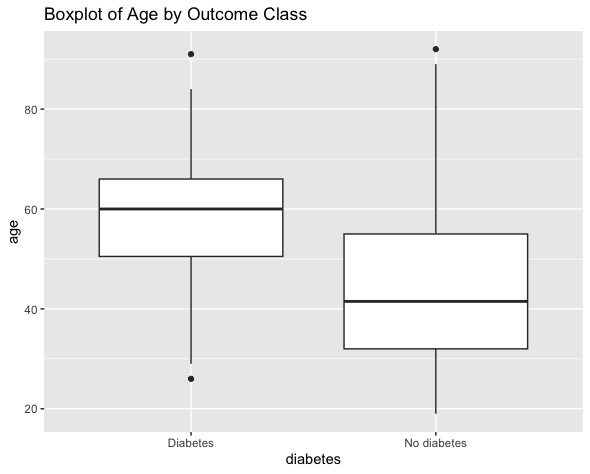 Boxplot of Age by Outcome Class
80
60
40
20
age
Diabetes
No diabetes
diabetes